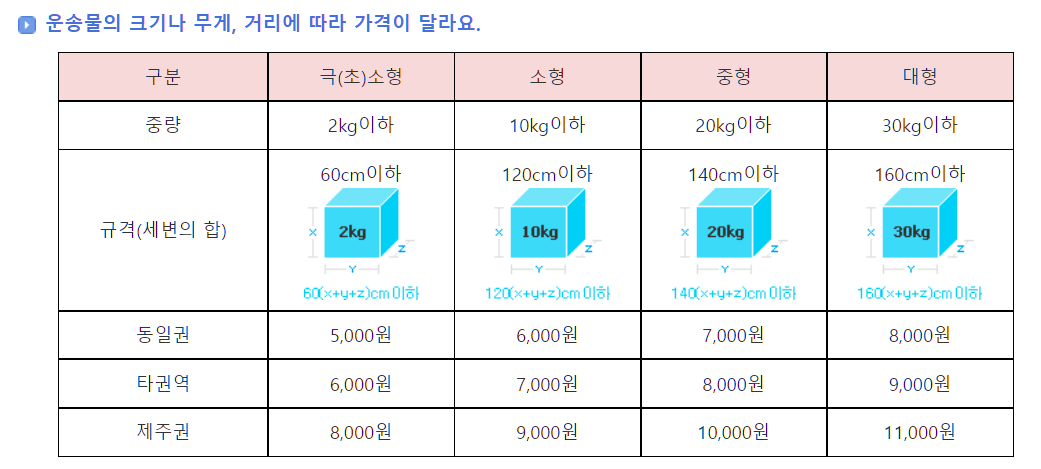 운송물의 크기나 무게, 거리에 따라 가격이 달라요.
구분 극(초)소형 소형 중형 대형
중량 2kg이하 10kg이하 20kg이하 30kg이하
규격(세변의 합) 60cm이하 120cm이하 140cm이하 160cm이하
X 2kg Z Y X 10kg Z Y X 20kg Z Y X 30kg Z Y
60(x+y+z)cm이하 120(x+y+z)cm이하 140(x+y+z)cm이하 160(x+y+z)cm이하
동일권 5,000원 6,000원 7,000원 8,000원
타권역 6,000원 7,000원 8,000원 9,000원
제주권 8,000원 9,000원 10,000원 11,000원